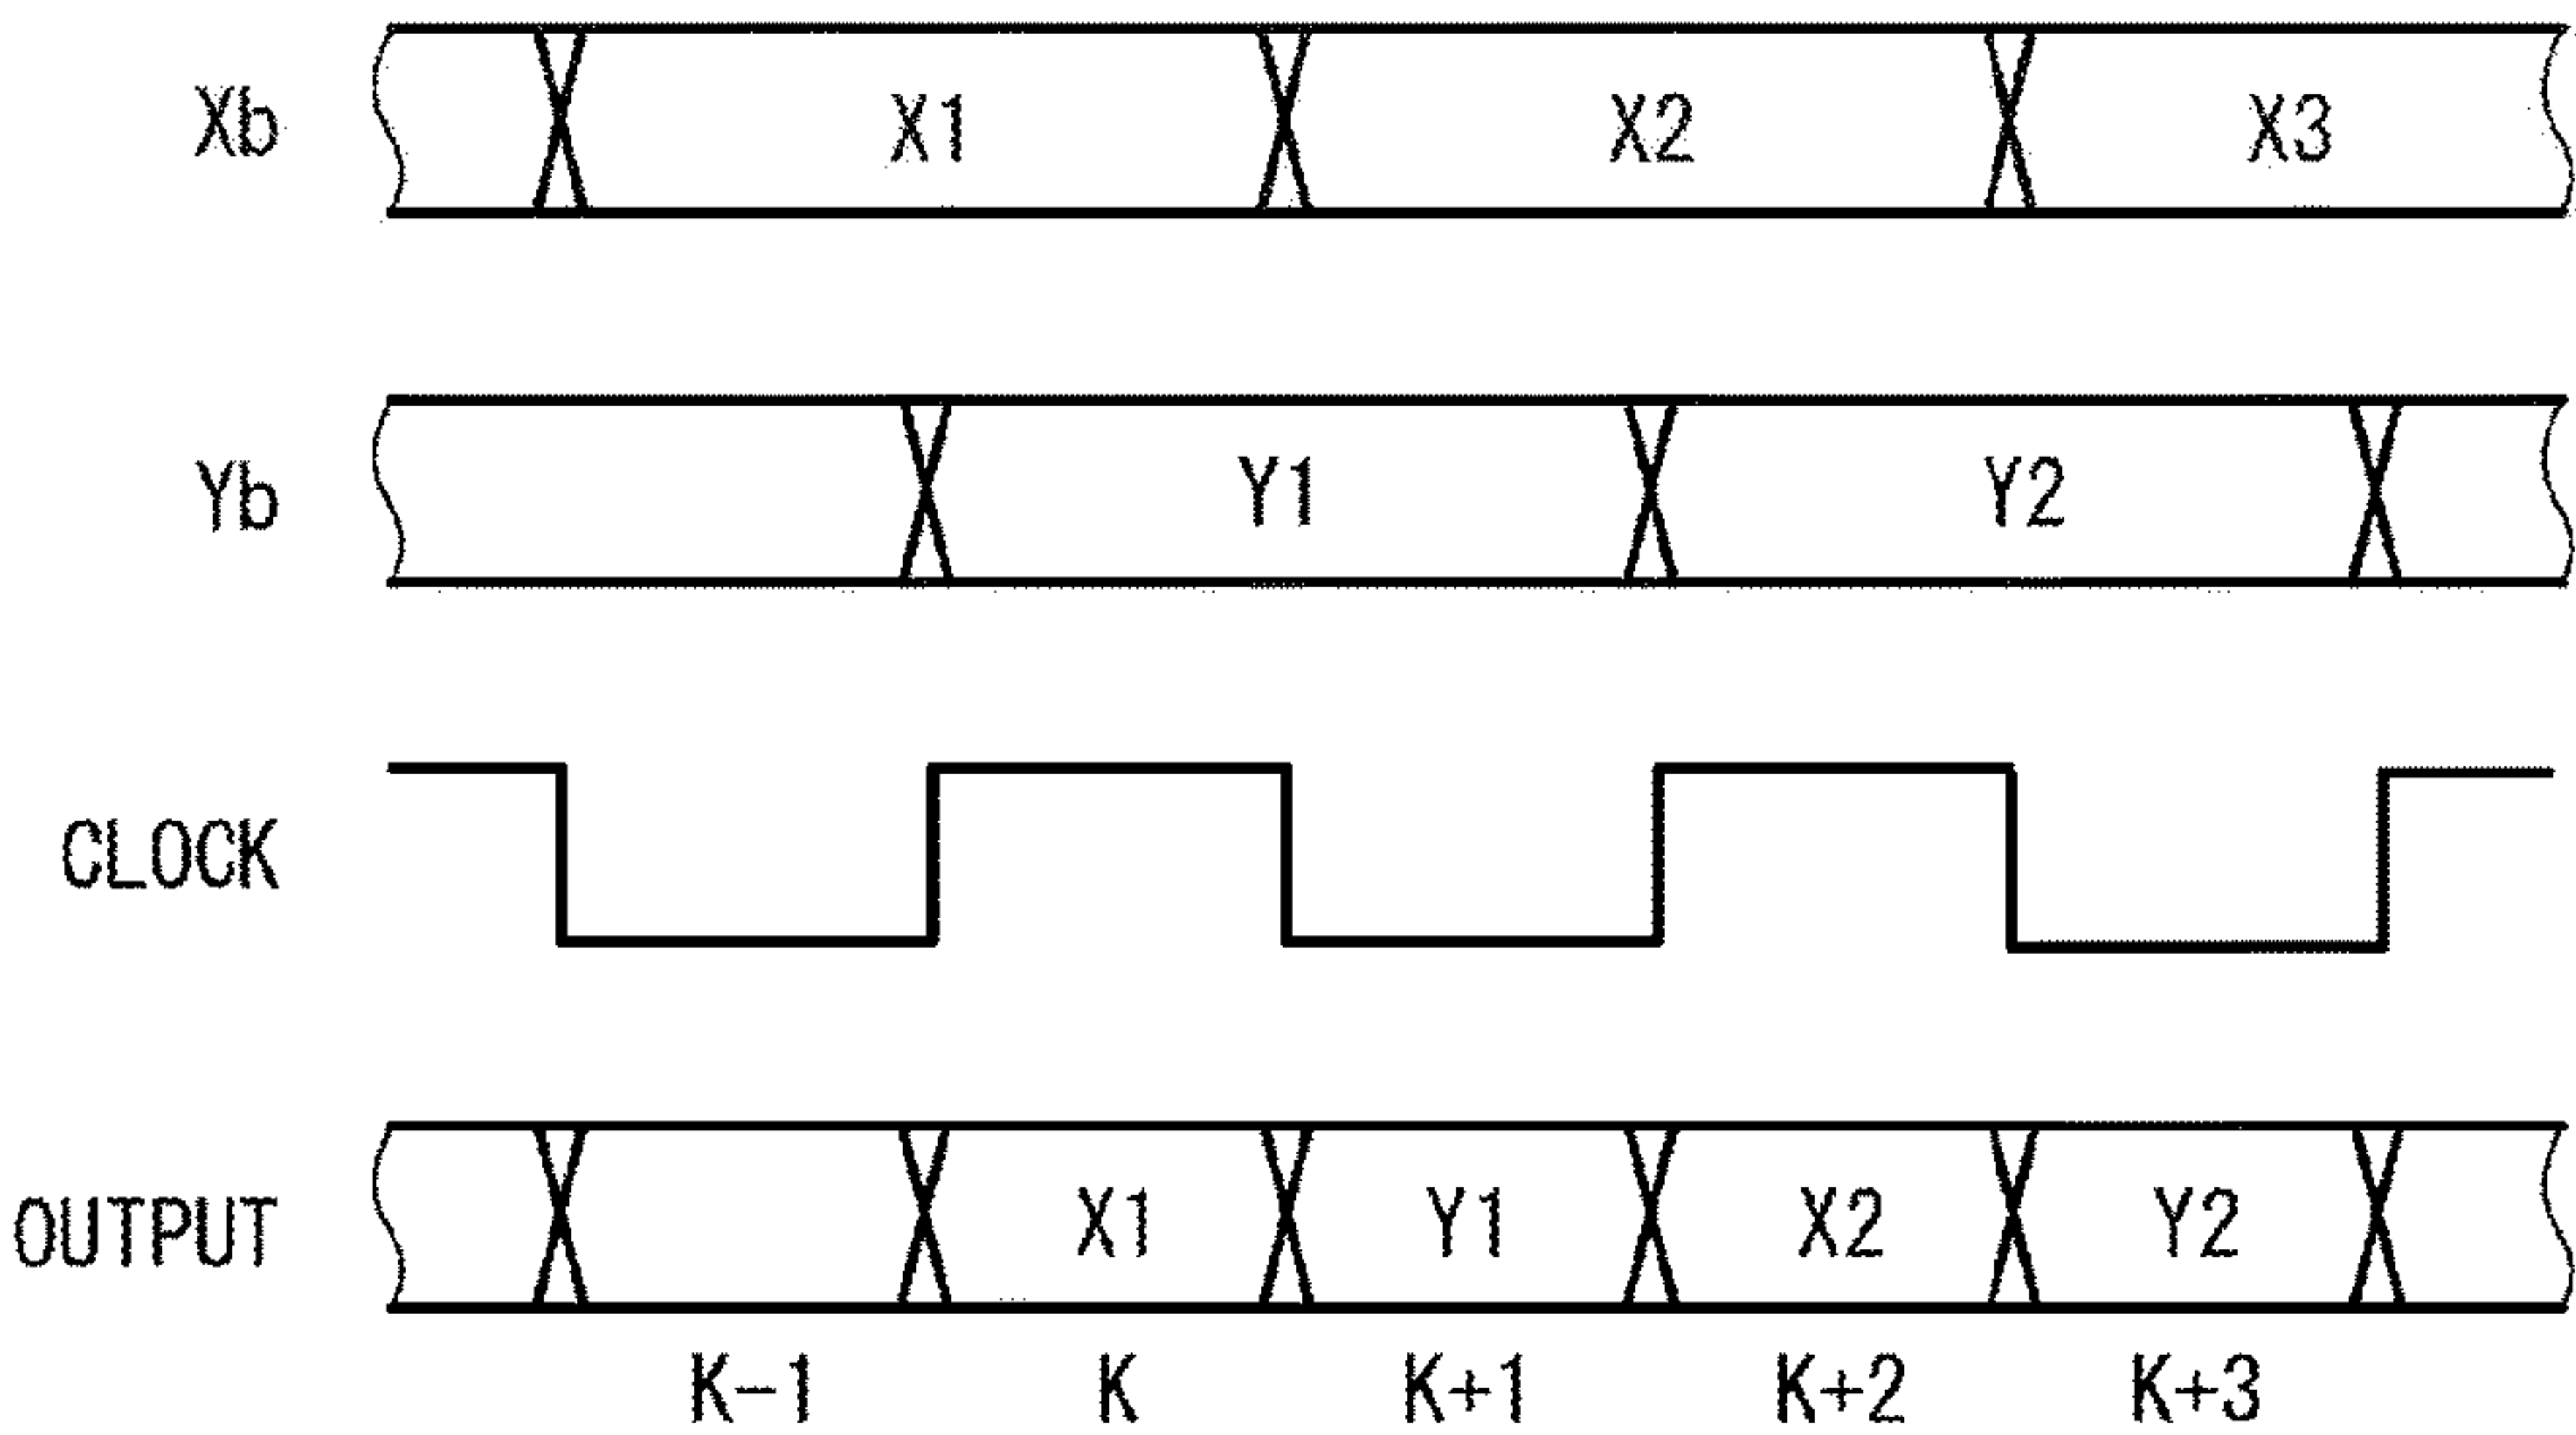 Xb X1 X2 X3
Yb Y1 Y2
CLOCK
OUTPUT X1 Y1 X2 Y2
K-1 K K+1 K+2 K+3